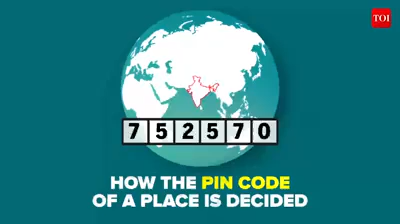 TOI
752570
HOW THE PIN CODE
OF A PLACE IS DECIDED